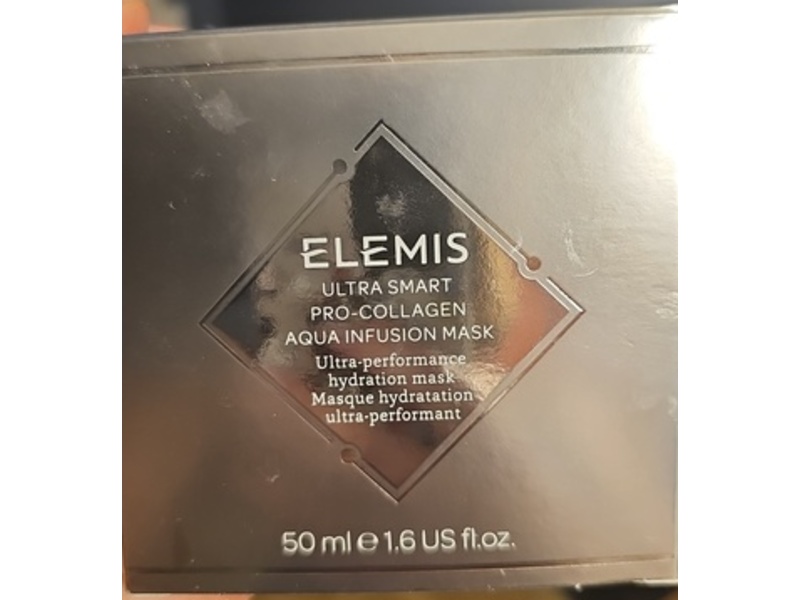 ELEMIS
ULTRA SMART
PRO-COLLAGEN
AQUA INFUSION MASK
Ultra-performance
hydration mask
Masque hydratation
ultra-performant
50 ml ℮ 1.6 US fl.oz.